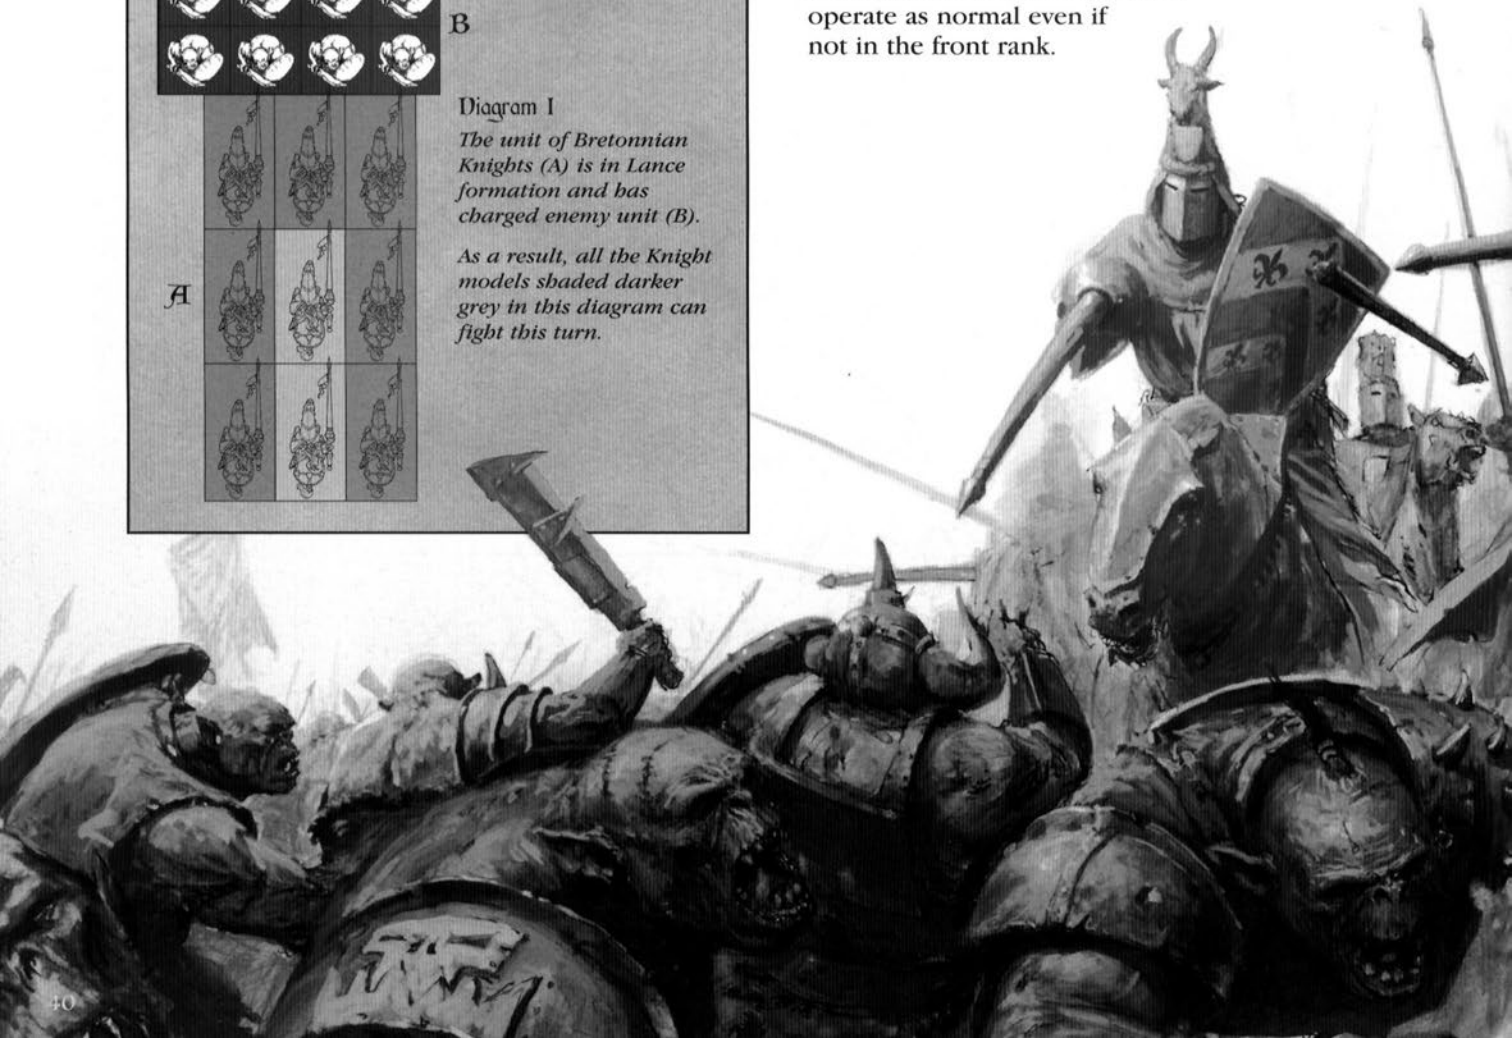 B
Diagram 1
The unit of Bretonnian
Knights (A) is in Lance
formation and has
charged enemy unit (B).
As a result, all the Knight
models shaded darker
grey in this diagram can
fight this turn.
A
operate as normal even if
not in the front rank.
40